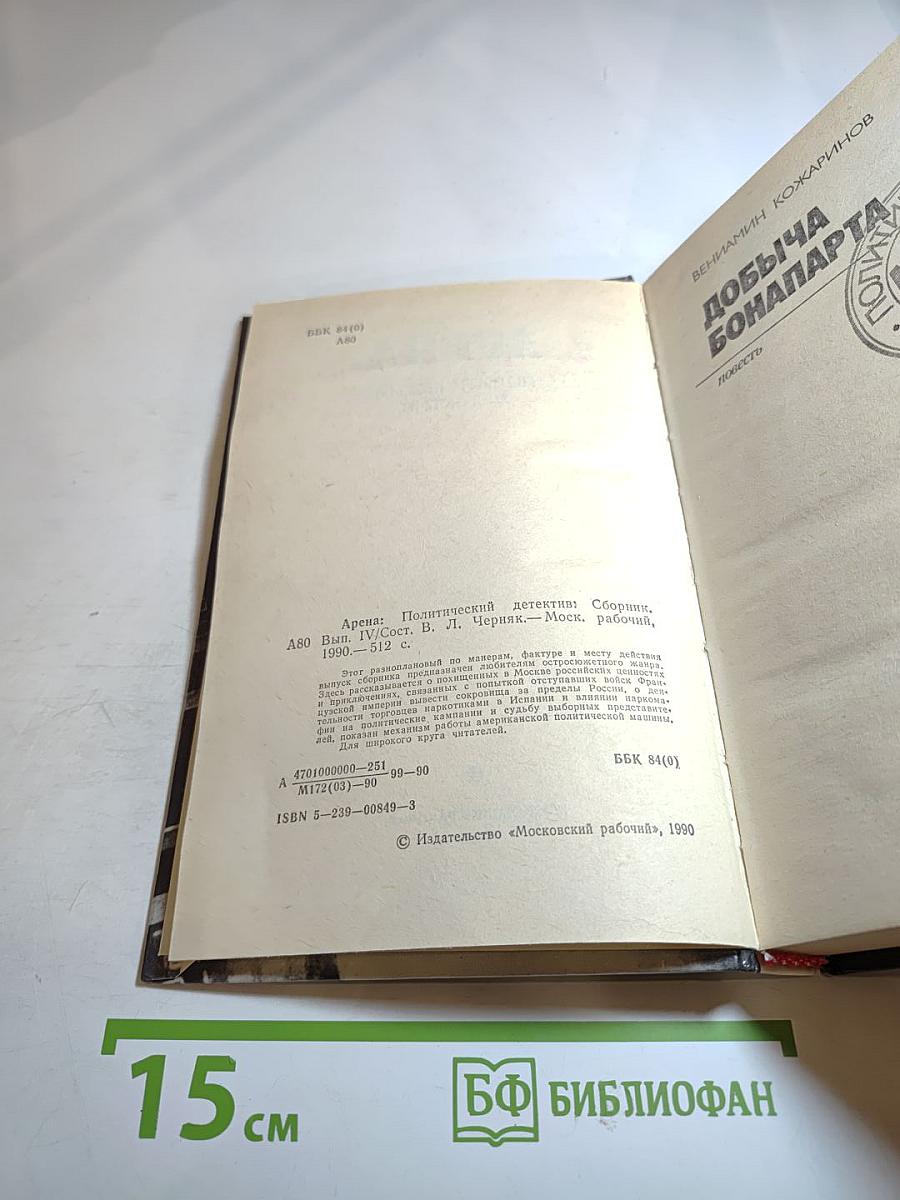 ББК 84(0)
А80
Арена: Политический детектив: Сборник.
А80 Вып. IV/Сост. В. Л. Черняк.— Моск. рабочий,
1990.— 512 с.
Этот разноплановый по манерам, фактуре и месту действия
выпуск сборника предназначен любителям остросюжетного жанра.
Здесь рассказывается о похищенных в Москве российских ценностях
и приключениях, связанных с попыткой отступавших войск Фран-
цузской империи вывезти сокровища за пределы России, о дея-
тельности торговцев наркотиками в Испании и влиянии наркома-
фии на политические кампании и судьбу выборных представите-
лей, показан механизм работы американской политической машины.
Для широкого круга читателей.
А 4701000000—251
М172(03)—90
99—90
ББК 84(0)
ISBN 5—239—00849—3
© Издательство «Московский рабочий», 1990
ВЕНИАМИН КОЖАРИНОВ
ДОБЫЧА
БОНАПАРТА
повесть
15 см
БФ БИБЛИОФАН